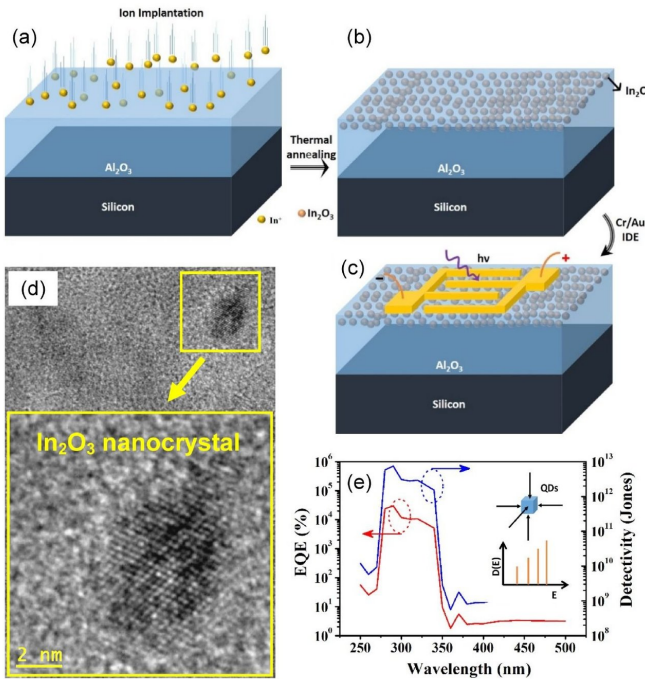 (a)
Ion Implantation
Al₂O₃
Silicon
In⁺
In₂O₃
Thermal
annealing
(b)
Al₂O₃
Silicon
Cr/Au
IDE
(c)
hν
-
+
Al₂O₃
Silicon
(d)
In₂O₃ nanocrystal
2 nm
(e)
EQE (%)
10⁶
10⁵
10⁴
10³
10²
10¹
10⁰
10¹³
10¹²
10¹¹
10¹⁰
10⁹
10⁸
Detectivity (Jones)
QDs
D(E)
E
250 300 350 400 450 500
Wavelength (nm)